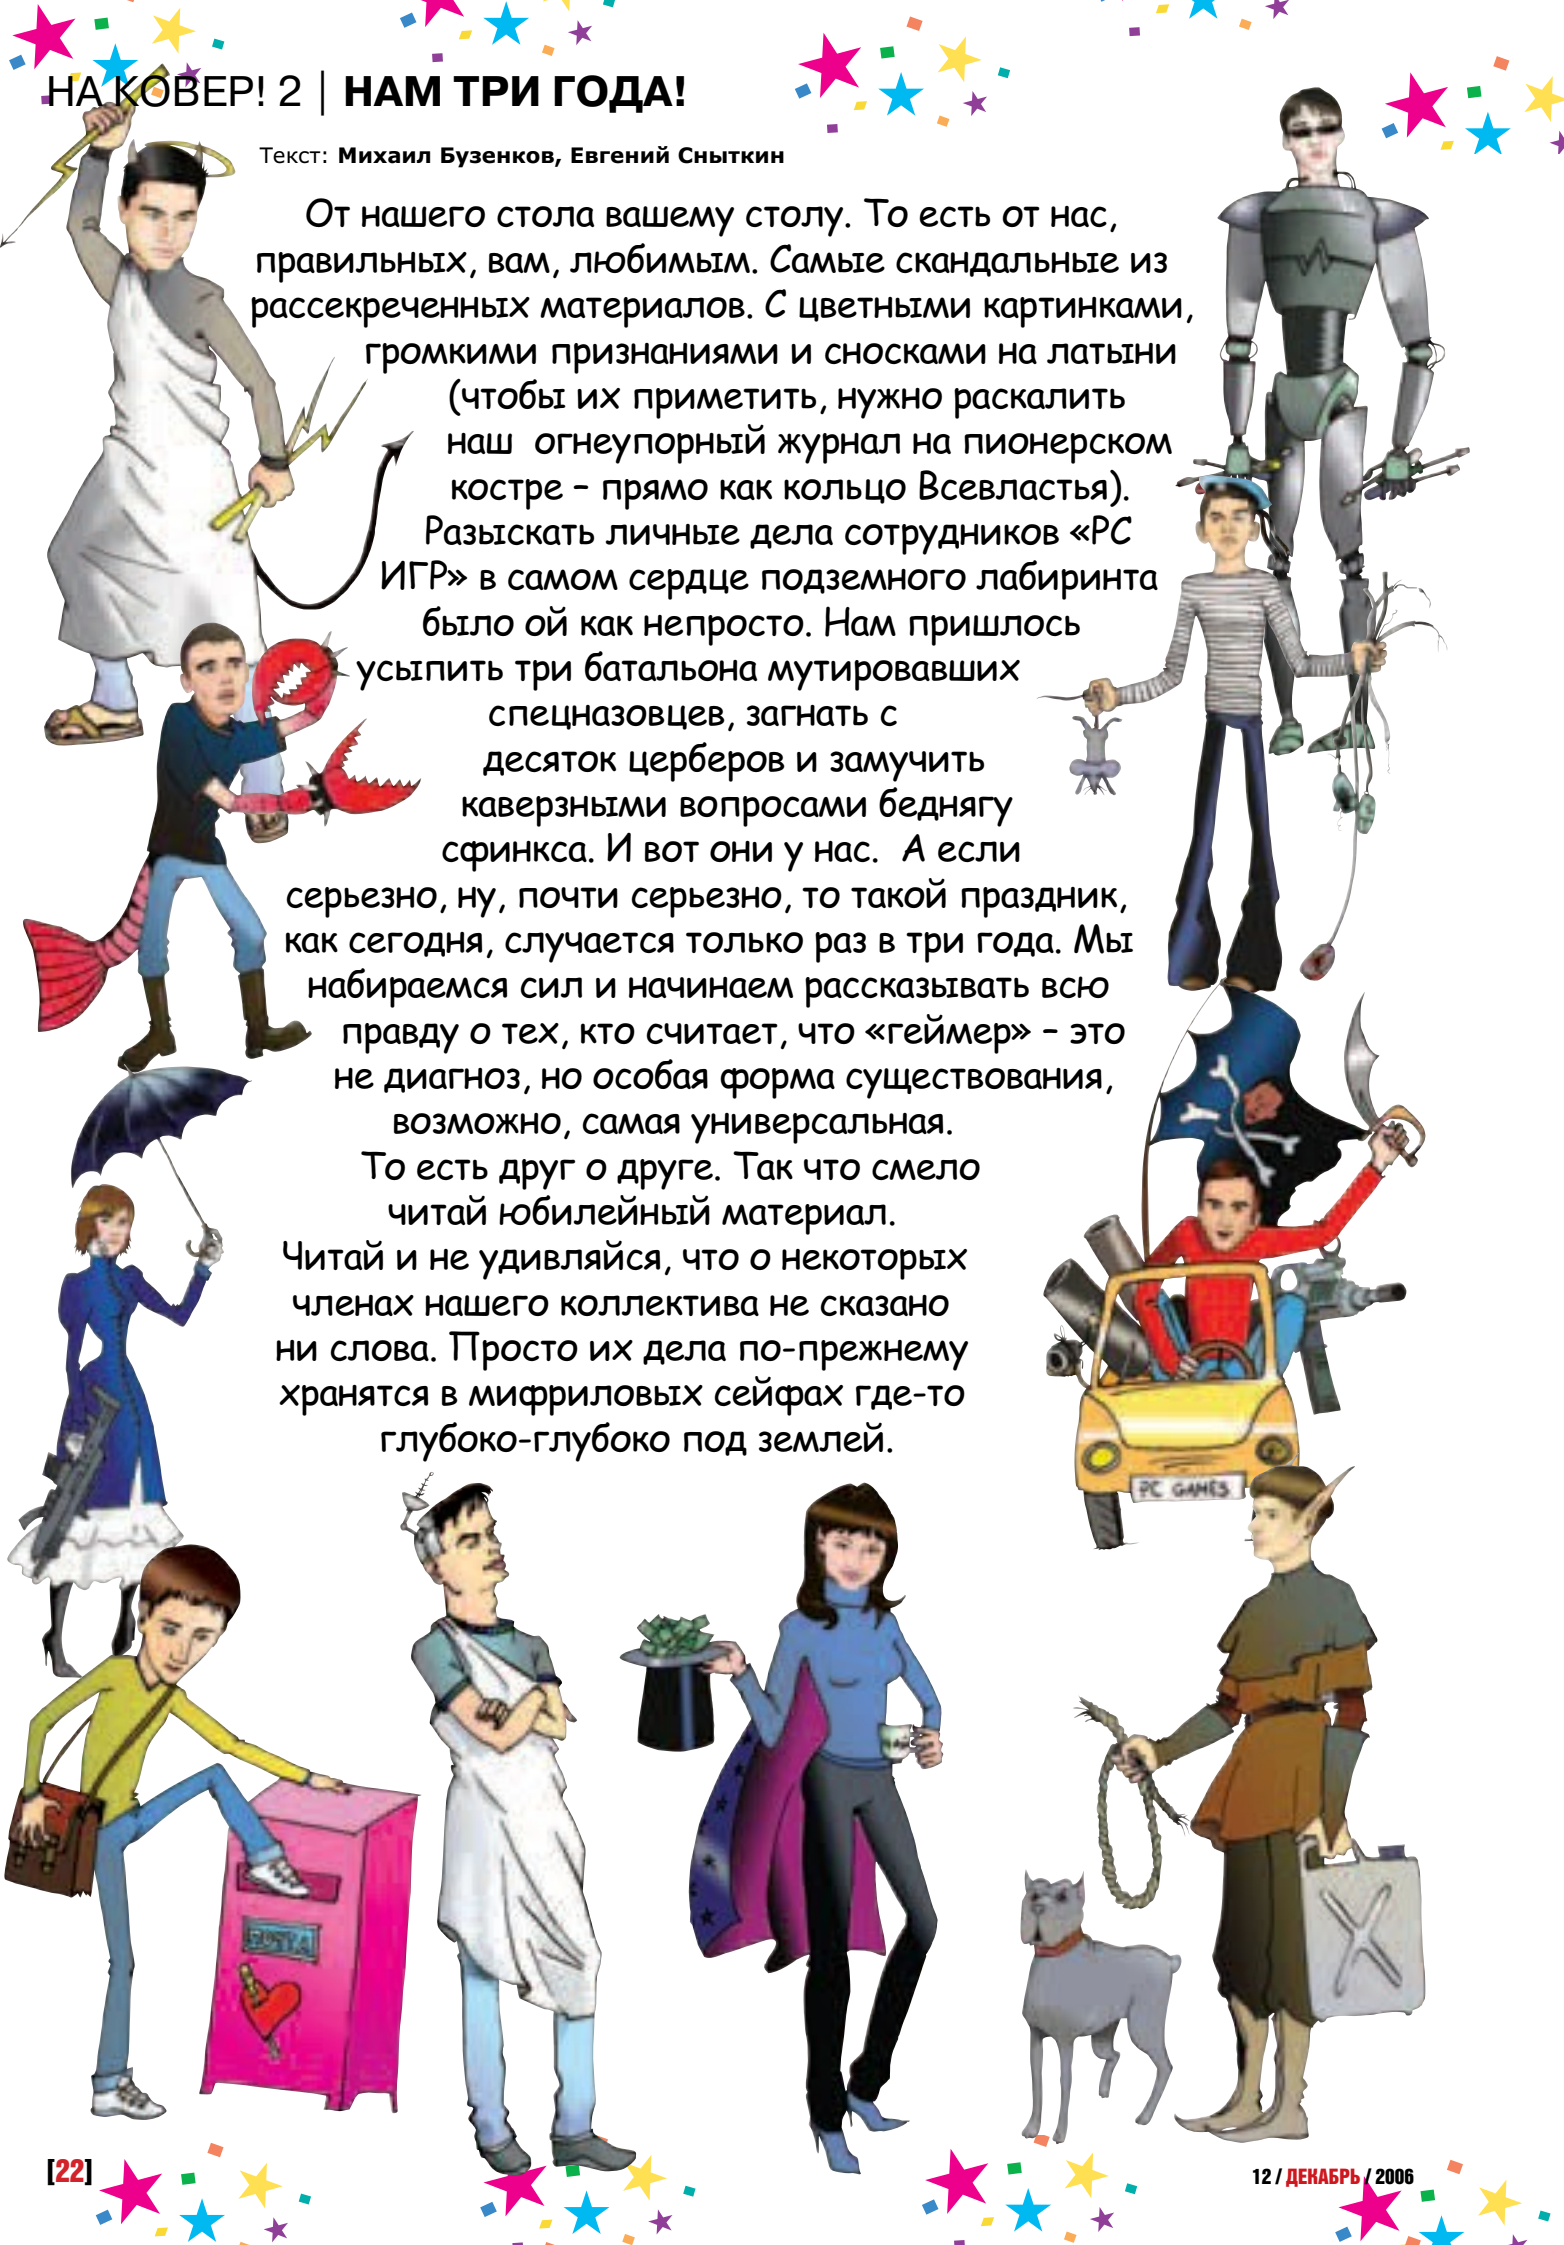 НА КОВЕР! 2 | НАМ ТРИ ГОДА!
Текст: Михаил Бузенков, Евгений Сныткин
От нашего стола вашему столу. То есть от нас,
правильных, вам, любимым. Самые скандальные из
рассекреченных материалов. С цветными картинками,
громкими признаниями и сносками на латыни
(чтобы их приметить, нужно раскалить
наш огнеупорный журнал на пионерском
костре – прямо как кольцо Всевластья).
Разыскать личные дела сотрудников «РС
ИГР» в самом сердце подземного лабиринта
было ой как непросто. Нам пришлось
усыпить три батальона мутировавших
спецназовцев, загнать с
десяток церберов и замучить
каверзными вопросами беднягу
сфинкса. И вот они у нас. А если
серьезно, ну, почти серьезно, то такой праздник,
как сегодня, случается только раз в три года. Мы
набираемся сил и начинаем рассказывать всю
правду о тех, кто считает, что «геймер» – это
не диагноз, но особая форма существования,
возможно, самая универсальная.
То есть друг о друге. Так что смело
читай юбилейный материал.
Читай и не удивляйся, что о некоторых
членах нашего коллектива не сказано
ни слова. Просто их дела по-прежнему
хранятся в мифриловых сейфах где-то
глубоко-глубоко под землей.
PC GAMES
ПОЧТА
[22]
12 / ДЕКАБРЬ / 2006